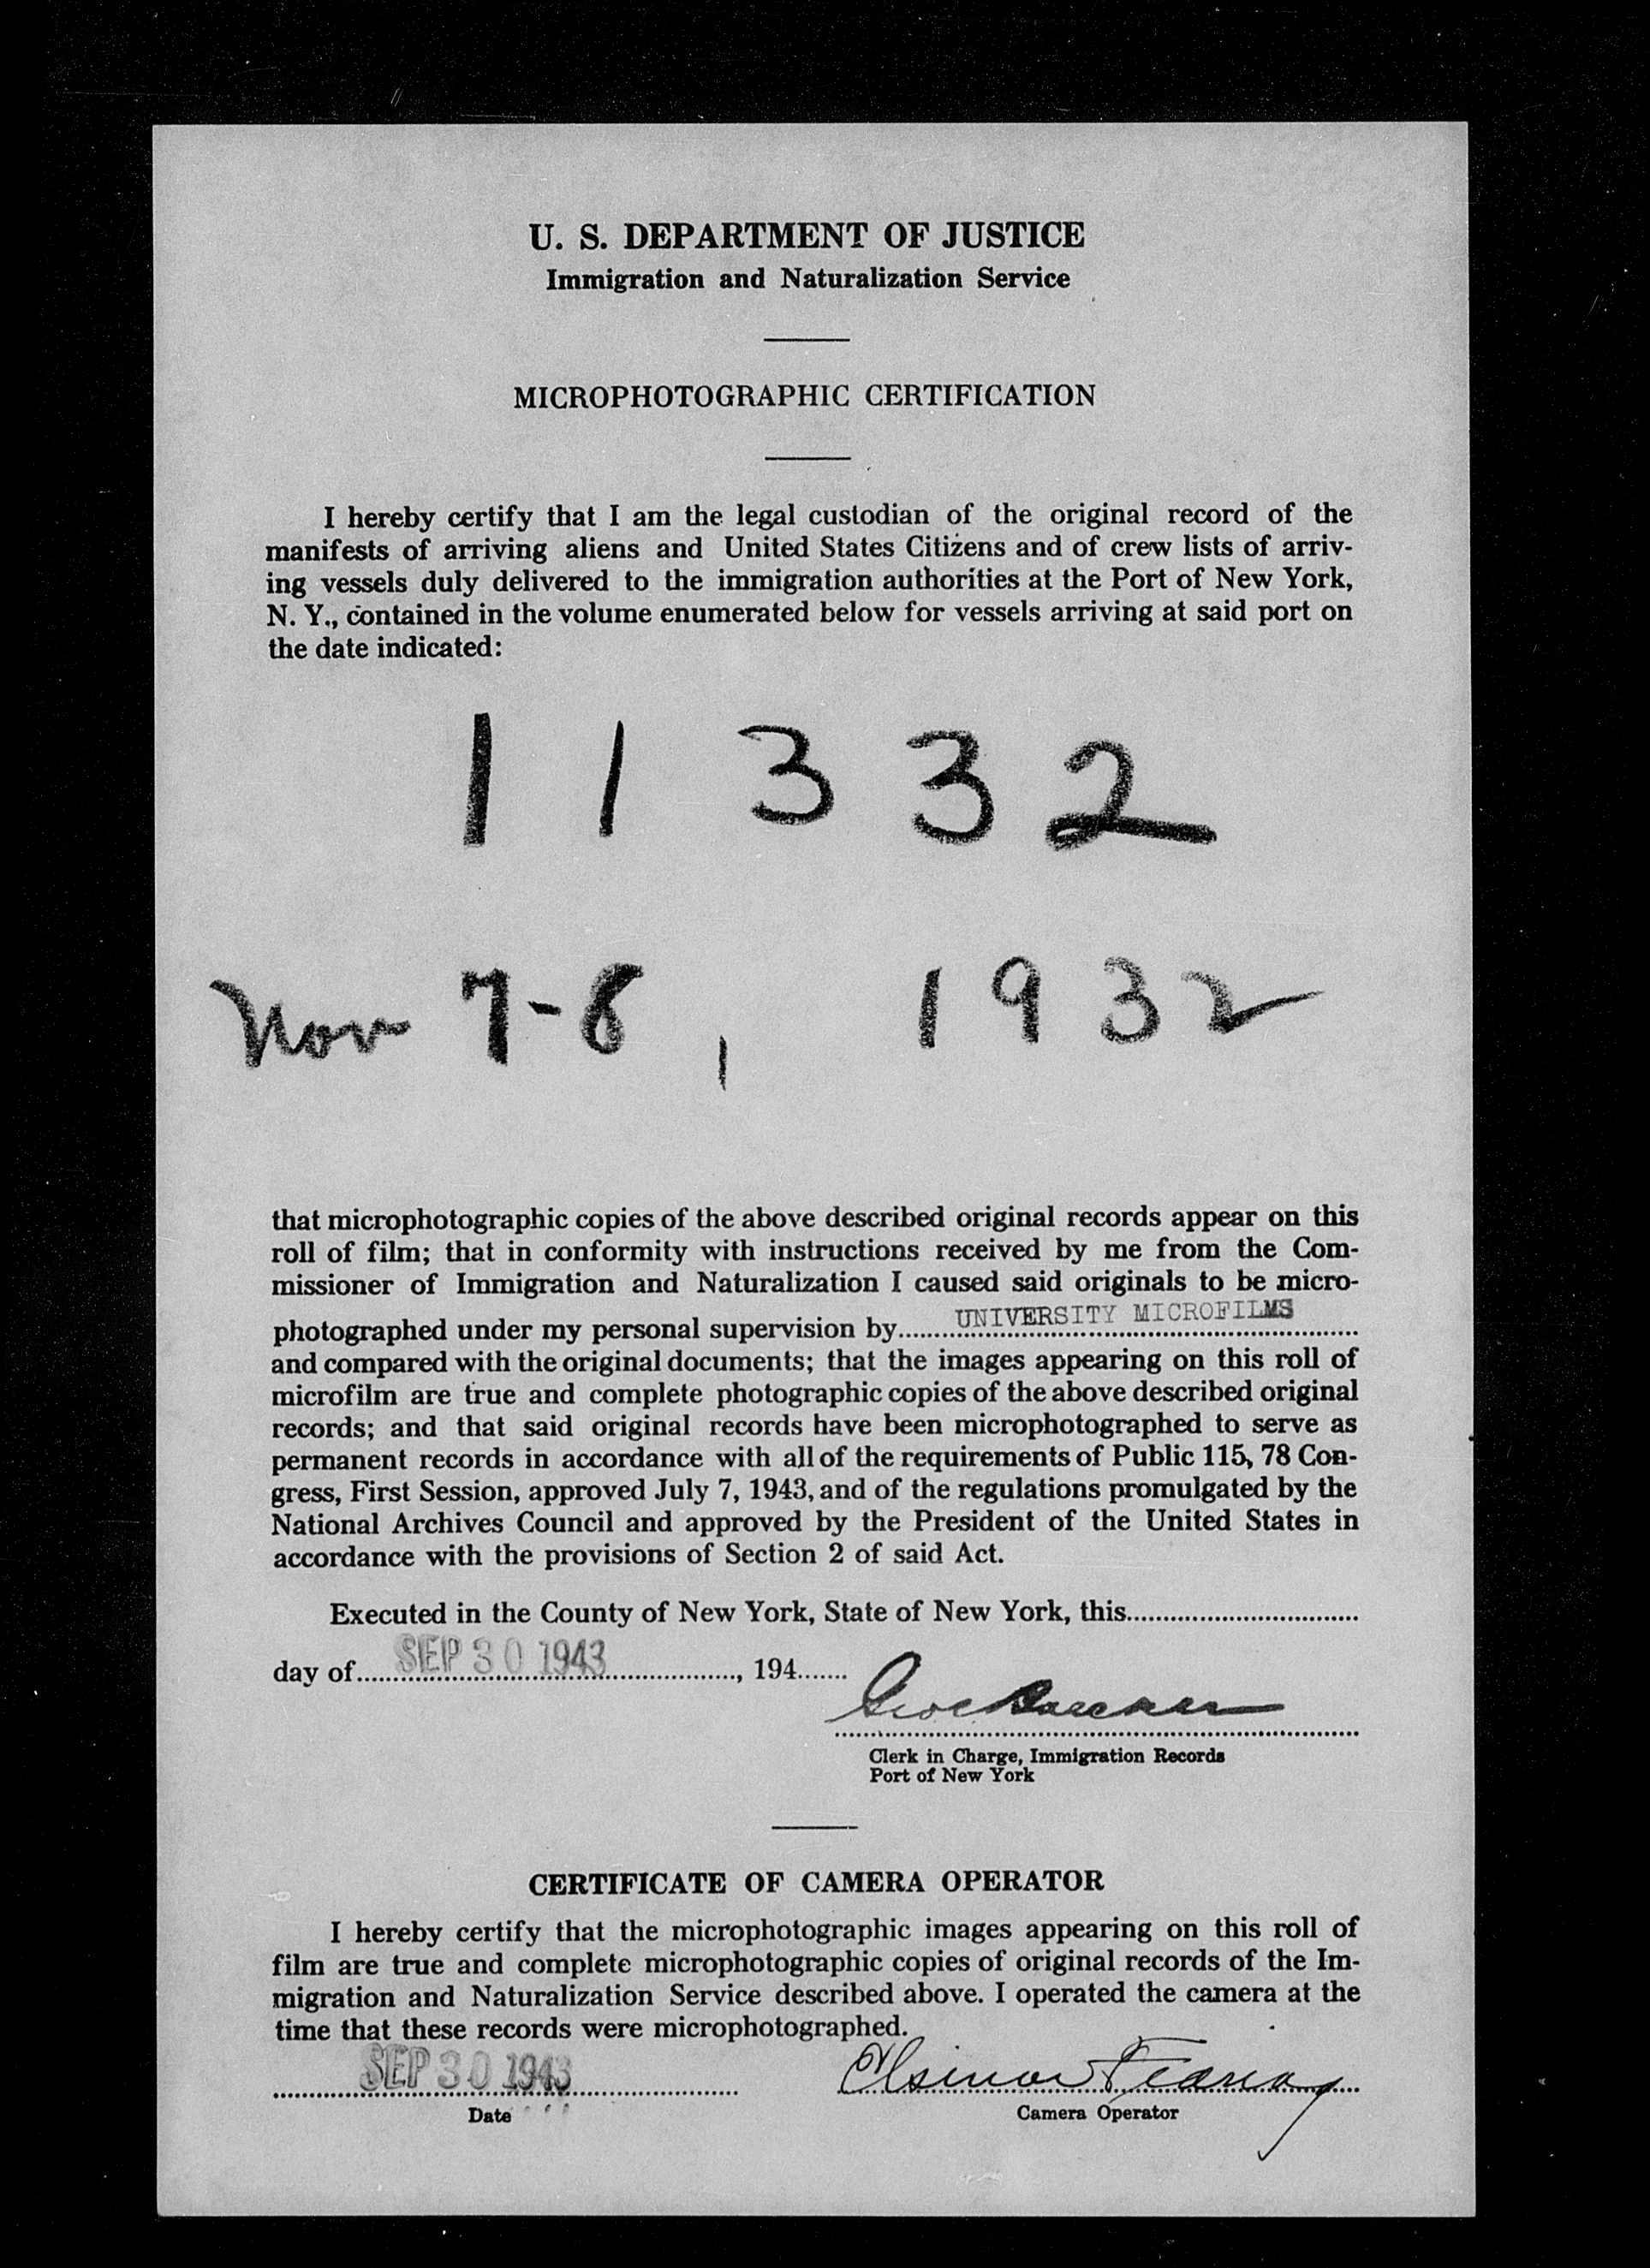 U. S. DEPARTMENT OF JUSTICE
Immigration and Naturalization Service
MICROPHOTOGRAPHIC CERTIFICATION
I hereby certify that I am the legal custodian of the original record of the
manifests of arriving aliens and United States Citizens and of crew lists of arriv-
ing vessels duly delivered to the immigration authorities at the Port of New York,
N. Y., contained in the volume enumerated below for vessels arriving at said port on
the date indicated:
11332
Nov 7-8, 1932
that microphotographic copies of the above described original records appear on this
roll of film; that in conformity with instructions received by me from the Com-
missioner of Immigration and Naturalization I caused said originals to be micro-
photographed under my personal supervision by UNIVERSITY MICROFILMS
and compared with the original documents; that the images appearing on this roll of
microfilm are true and complete photographic copies of the above described original
records; and that said original records have been microphotographed to serve as
permanent records in accordance with all of the requirements of Public 115, 78 Con-
gress, First Session, approved July 7, 1943, and of the regulations promulgated by the
National Archives Council and approved by the President of the United States in
accordance with the provisions of Section 2 of said Act.
Executed in the County of New York, State of New York, this
day of SEP 30 1943, 194
Clerk in Charge, Immigration Records
Port of New York
CERTIFICATE OF CAMERA OPERATOR
I hereby certify that the microphotographic images appearing on this roll of
film are true and complete microphotographic copies of original records of the Im-
migration and Naturalization Service described above. I operated the camera at the
time that these records were microphotographed.
SEP 30 1943
Date
Camera Operator